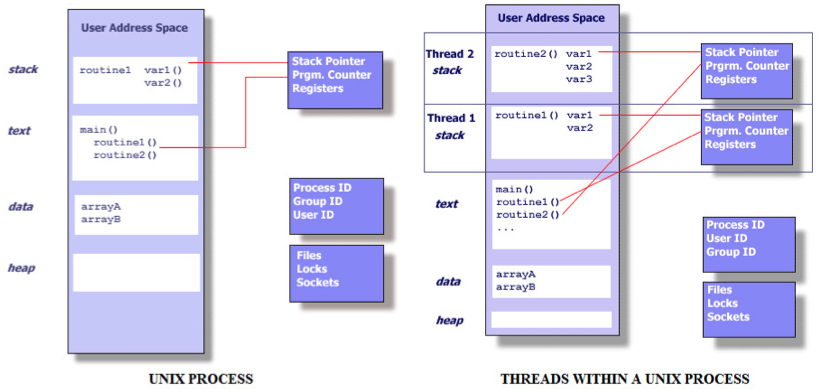 User Address Space
stack
routine1 var1()
var2()
Stack Pointer
Prgm. Counter
Registers
text
main()
routine1()
routine2()
data
arrayA
arrayB
Process ID
Group ID
User ID
heap
Files
Locks
Sockets
UNIX PROCESS
User Address Space
Thread 2
stack
routine2() var1
var2
var3
Stack Pointer
Prgrm. Counter
Registers
Thread 1
stack
routine1() var1
var2
Stack Pointer
Prgrm. Counter
Registers
text
main()
routine1()
routine2()
...
Process ID
User ID
Group ID
data
arrayA
arrayB
Files
Locks
Sockets
heap
THREADS WITHIN A UNIX PROCESS